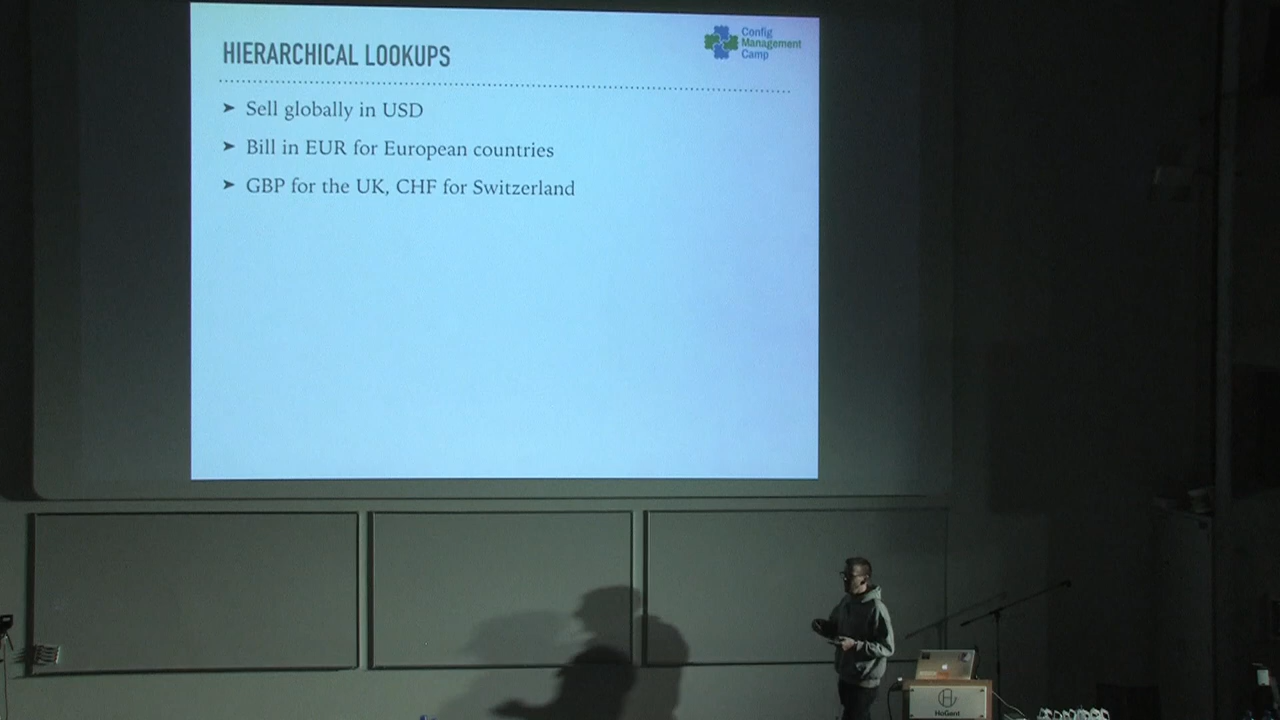 HIERARCHICAL LOOKUPS
Config
Management
Camp
➤ Sell globally in USD
➤ Bill in EUR for European countries
➤ GBP for the UK, CHF for Switzerland
HoGent